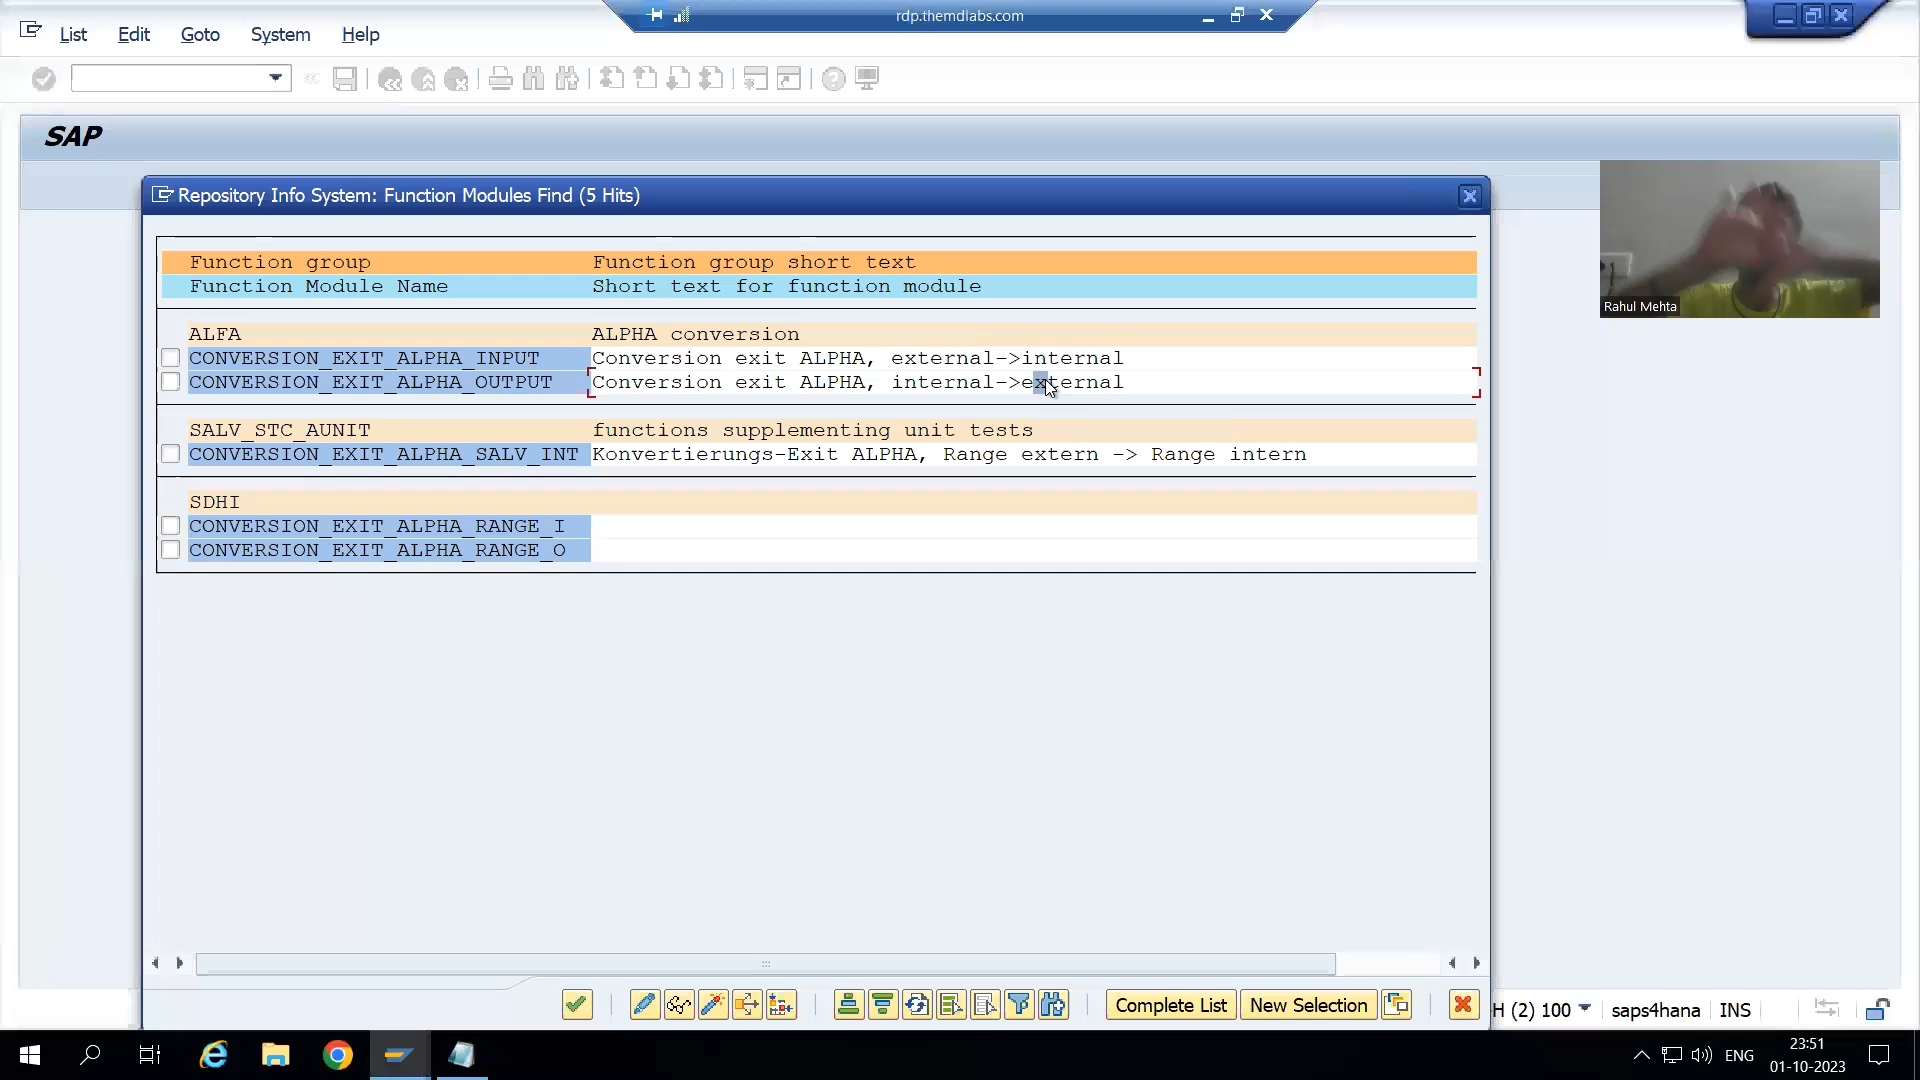 rdp.themdlabs.com
List Edit Goto System Help
SAP
Repository Info System: Function Modules Find (5 Hits)
Function group Function group short text
Function Module Name Short text for function module
ALFA ALPHA conversion
CONVERSION_EXIT_ALPHA_INPUT Conversion exit ALPHA, external->internal
CONVERSION_EXIT_ALPHA_OUTPUT Conversion exit ALPHA, internal->external
SALV_STC_AUNIT functions supplementing unit tests
CONVERSION_EXIT_ALPHA_SALV_INT Konvertierungs-Exit ALPHA, Range extern -> Range intern
SDHI
CONVERSION_EXIT_ALPHA_RANGE_I
CONVERSION_EXIT_ALPHA_RANGE_O
Rahul Mehta
Complete List New Selection
H (2) 100 saps4hana INS
ENG
23:51
01-10-2023